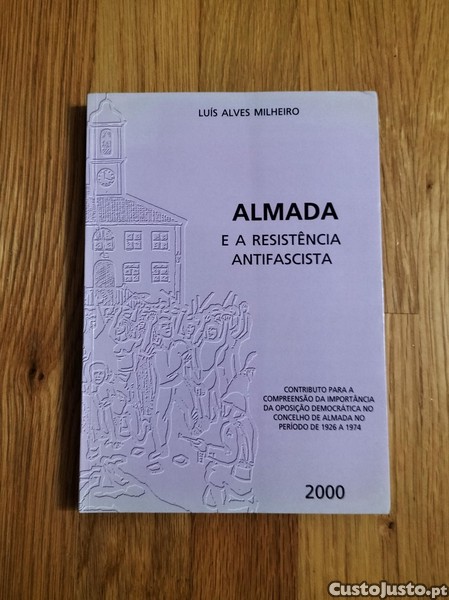 LUÍS ALVES MILHEIRO
ALMADA
E A RESISTÊNCIA
ANTIFASCISTA
CONTRIBUTO PARA A
COMPREENSÃO DA IMPORTÂNCIA
DA OPOSIÇÃO DEMOCRÁTICA NO
CONCELHO DE ALMADA NO
PERÍODO DE 1926 A 1974
2000
CustoJusto.pt